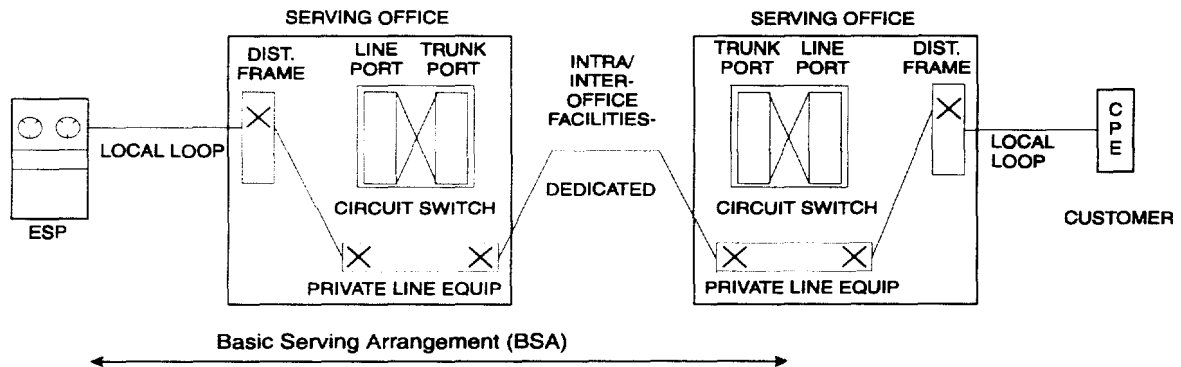 SERVING OFFICE
DIST.
FRAME
LINE
PORT
TRUNK
PORT
LOCAL LOOP
ESP
CIRCUIT SWITCH
PRIVATE LINE EQUIP
INTRA/
INTER-
OFFICE
FACILITIES-
DEDICATED
SERVING OFFICE
TRUNK
PORT
LINE
PORT
DIST.
FRAME
CIRCUIT SWITCH
PRIVATE LINE EQUIP
LOCAL
LOOP
C
P
E
CUSTOMER
Basic Serving Arrangement (BSA)